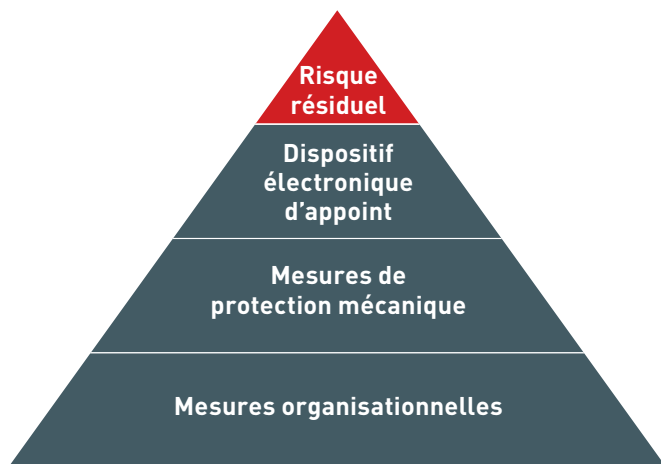 Risque
résiduel
Dispositif
électronique
d’appoint
Mesures de
protection mécanique
Mesures organisationnelles